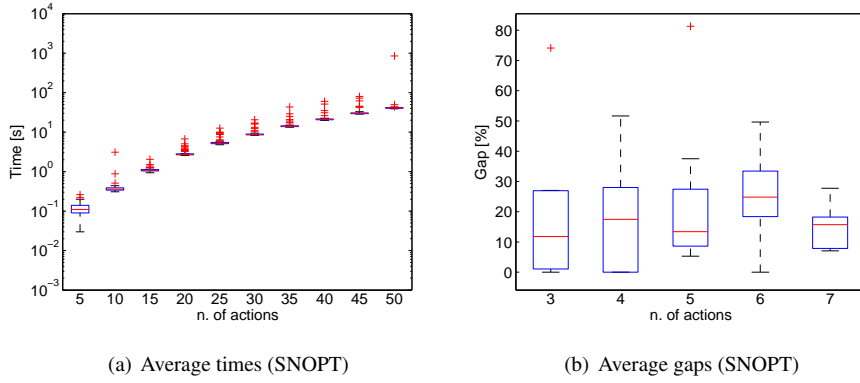 10^4
10^3
10^2
10^1
10^0
10^−1
10^−2
10^−3
Time [s]
5 10 15 20 25 30 35 40 45 50
n. of actions
(a) Average times (SNOPT)
80
70
60
50
40
30
20
10
0
Gap [%]
3 4 5 6 7
n. of actions
(b) Average gaps (SNOPT)